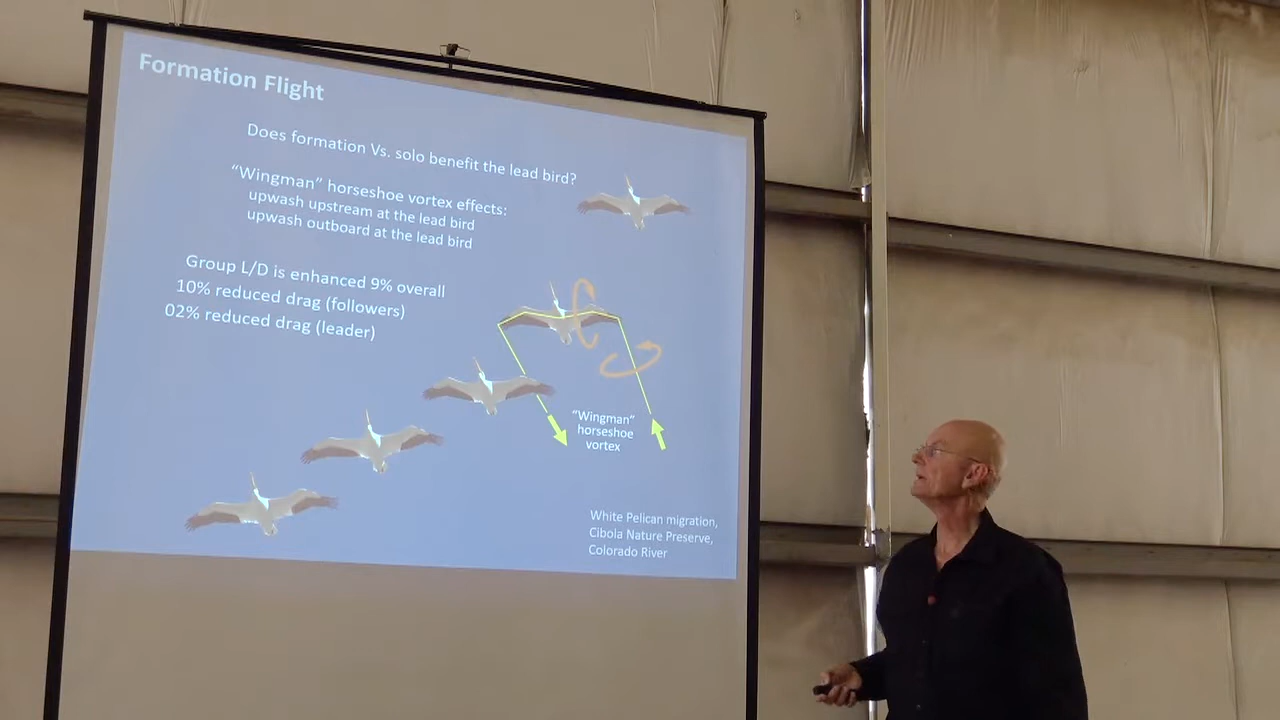 Formation Flight
Does formation Vs. solo benefit the lead bird?
“Wingman” horseshoe vortex effects:
upwash upstream at the lead bird
upwash outboard at the lead bird
Group L/D is enhanced 9% overall
10% reduced drag (followers)
02% reduced drag (leader)
“Wingman”
horseshoe
vortex
White Pelican migration,
Cibola Nature Preserve,
Colorado River